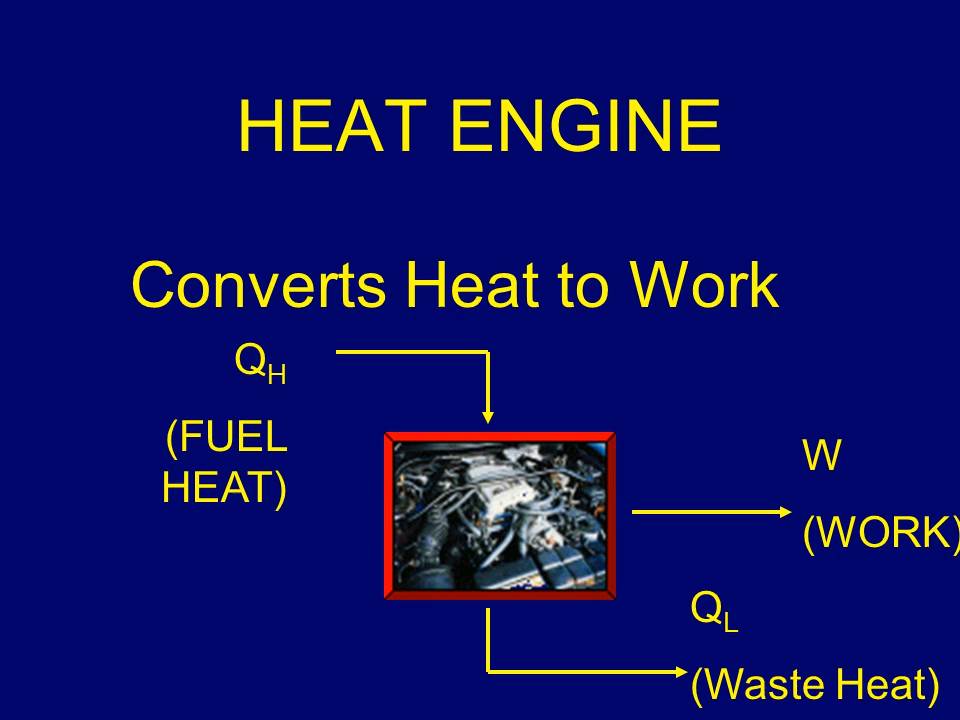 HEAT ENGINE
Converts Heat to Work
QH
(FUEL
HEAT)
W
(WORK)
QL
(Waste Heat)